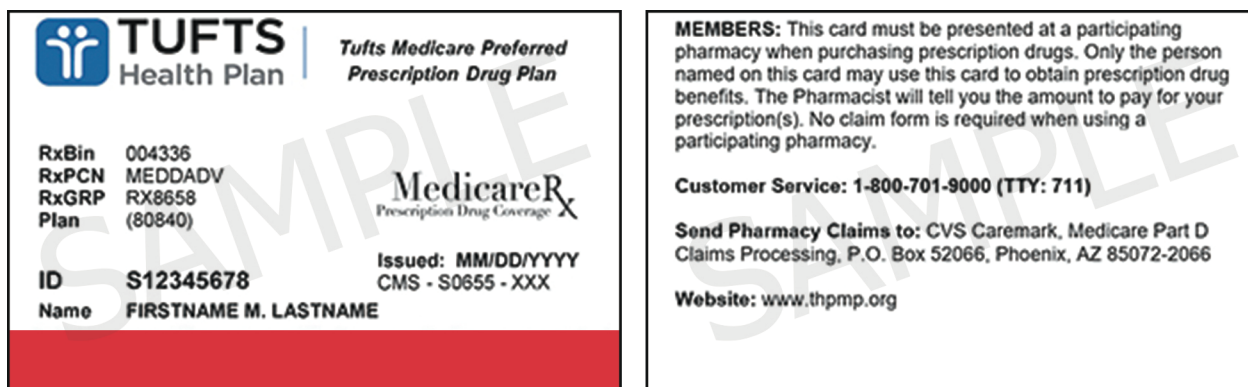 TUFTS
Health Plan
Tufts Medicare Preferred
Prescription Drug Plan
RxBin 004336
RxPCN MEDDADV
RxGRP RX8658
Plan (80840)
MedicareRx
Prescription Drug Coverage
Issued: MM/DD/YYYY
CMS - S0655 - XXX
ID S12345678
Name FIRSTNAME M. LASTNAME
SAMPLE
MEMBERS: This card must be presented at a participating
pharmacy when purchasing prescription drugs. Only the person
named on this card may use this card to obtain prescription drug
benefits. The Pharmacist will tell you the amount to pay for your
prescription(s). No claim form is required when using a
participating pharmacy.
Customer Service: 1-800-701-9000 (TTY: 711)
Send Pharmacy Claims to: CVS Caremark, Medicare Part D
Claims Processing, P.O. Box 52066, Phoenix, AZ 85072-2066
Website: www.thpmp.org
SAMPLE